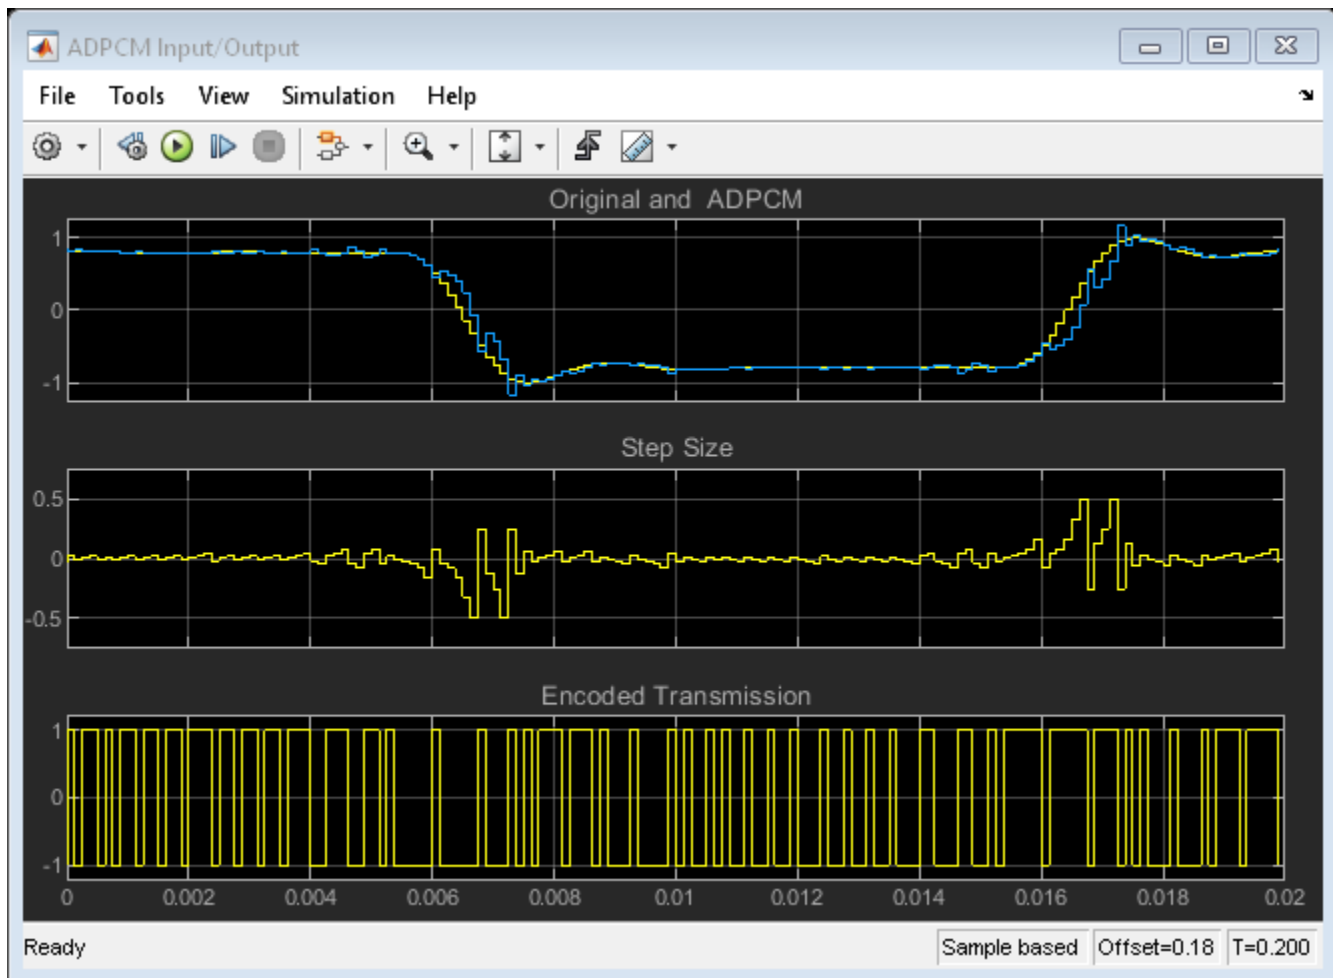 ADPCM Input/Output
File Tools View Simulation Help
Original and ADPCM
1
0
-1
Step Size
0.5
0
-0.5
Encoded Transmission
1
0
-1
0 0.002 0.004 0.006 0.008 0.01 0.012 0.014 0.016 0.018 0.02
Ready Sample based Offset=0.18 T=0.200